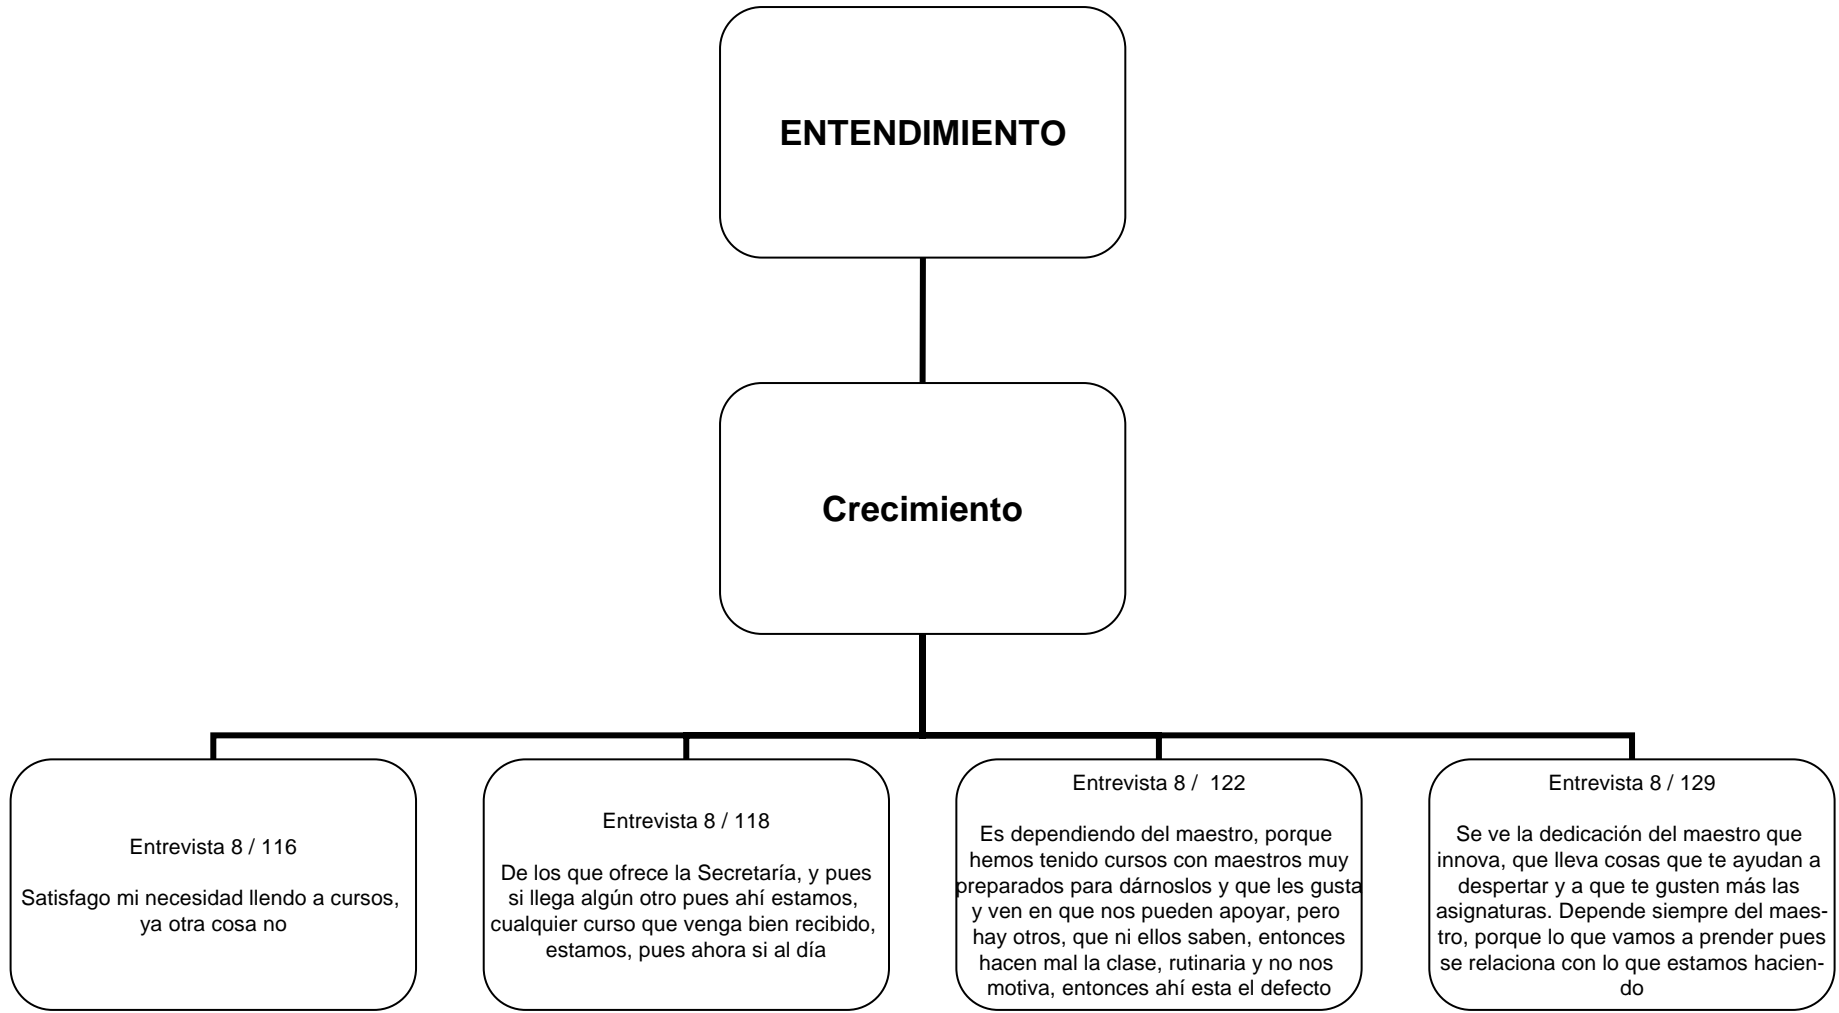 ENTENDIMIENTO
Crecimiento
Entrevista 8 / 116
Satisfago mi necesidad llendo a cursos,
ya otra cosa no
Entrevista 8 / 118
De los que ofrece la Secretaría, y pues
si llega algún otro pues ahí estamos,
cualquier curso que venga bien recibido,
estamos, pues ahora si al día
Entrevista 8 /  122
Es dependiendo del maestro, porque
hemos tenido cursos con maestros muy
preparados para dárnoslos y que les gusta
y ven en que nos pueden apoyar, pero
hay otros, que ni ellos saben, entonces
hacen mal la clase, rutinaria y no nos
motiva, entonces ahí esta el defecto
Entrevista 8 / 129
Se ve la dedicación del maestro que
innova, que lleva cosas que te ayudan a
despertar y a que te gusten más las
asignaturas. Depende siempre del maes-
tro, porque lo que vamos a prender pues
se relaciona con lo que estamos hacien-
do